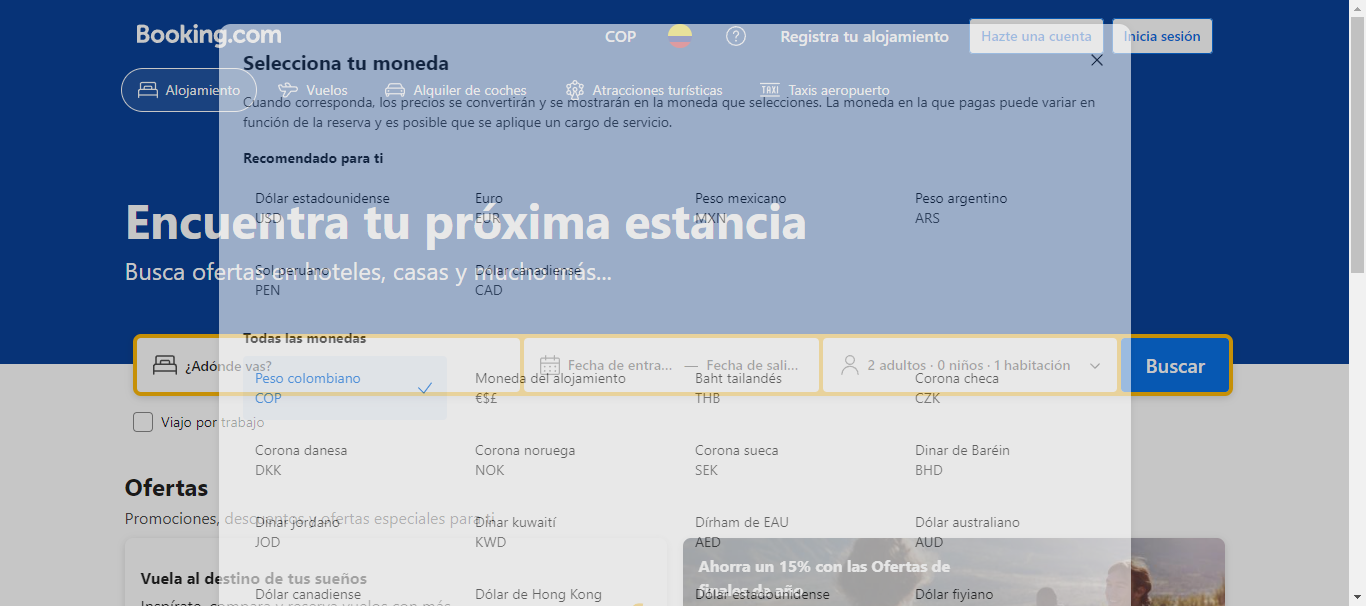 Booking.com
COP
Registra tu alojamiento
Hazte una cuenta
Inicia sesión
Selecciona tu moneda
Alojamiento
Vuelos
Alquiler de coches
Atracciones turísticas
TAXI
Taxis aeropuerto
Cuando corresponda, los precios se convertirán y se mostrarán en la moneda que selecciones. La moneda en la que pagas puede variar en
función de la reserva y es posible que se aplique un cargo de servicio.
Recomendado para ti
Dólar estadounidense
USD
Euro
EUR
Peso mexicano
MXN
Peso argentino
ARS
Encuentra tu próxima estancia
Busca ofertas en hoteles, casas y mucho más...
Sol peruano
PEN
Dólar canadiense
CAD
Todas las monedas
¿Adónde vas?
Fecha de entra... — Fecha de sali...
2 adultos · 0 niños · 1 habitación
Buscar
Peso colombiano
COP
Moneda del alojamiento
€$£
Baht tailandés
THB
Corona checa
CZK
Viajo por trabajo
Corona danesa
DKK
Corona noruega
NOK
Corona sueca
SEK
Dinar de Baréin
BHD
Ofertas
Promociones, descuentos y ofertas especiales para ti
Dinar jordano
JOD
Dinar kuwaití
KWD
Dírham de EAU
AED
Dólar australiano
AUD
Vuela al destino de tus sueños
Inspírate, compara y reserva vuelos con más
Ahorra un 15% con las Ofertas de
finales de año
Dólar canadiense
Dólar de Hong Kong
Dólar estadounidense
Dólar fiyiano